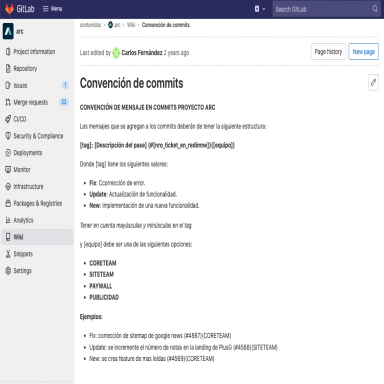 GitLab
Menu
Search GitLab
arc
Project information
Repository
Issues 1
Merge requests 22
CI/CD
Security & Compliance
Deployments
Monitor
Infrastructure
Packages & Registries
Analytics
Wiki
Snippets
Settings
contenidos › arc › Wiki › Convención de commits
Last edited by Carlos Fernández 2 years ago
Page history
New page
Convención de commits
CONVENCIÓN DE MENSAJE EN COMMITS PROYECTO ARC
Los mensajes que se agregan a los commits deberán de tener la siguiente estructura:
[tag]: [Descripción del pase] (#[nro_ticket_en_redimne])([equipo])
Donde [tag] tiene los siguientes valores:
Fix: Ccorrección de error.
Update: Actualización de funcionalidad.
New: Implementación de una nueva funcionalidad.
Tener en cuenta mayúsculas y minúsculas en el tag.
y [equipo] debe ser una de las siguientes opciones:
CORETEAM
SITETEAM
PAYWALL
PUBLICIDAD
Ejemplos:
Fix: corrección de sitemap de google news (#4567)(CORETEAM)
Update: se incremente el número de notas en la landing de PlusG (#4568)(SITETEAM)
New: se crea feature de mas leídas (#4569)(CORETEAM)